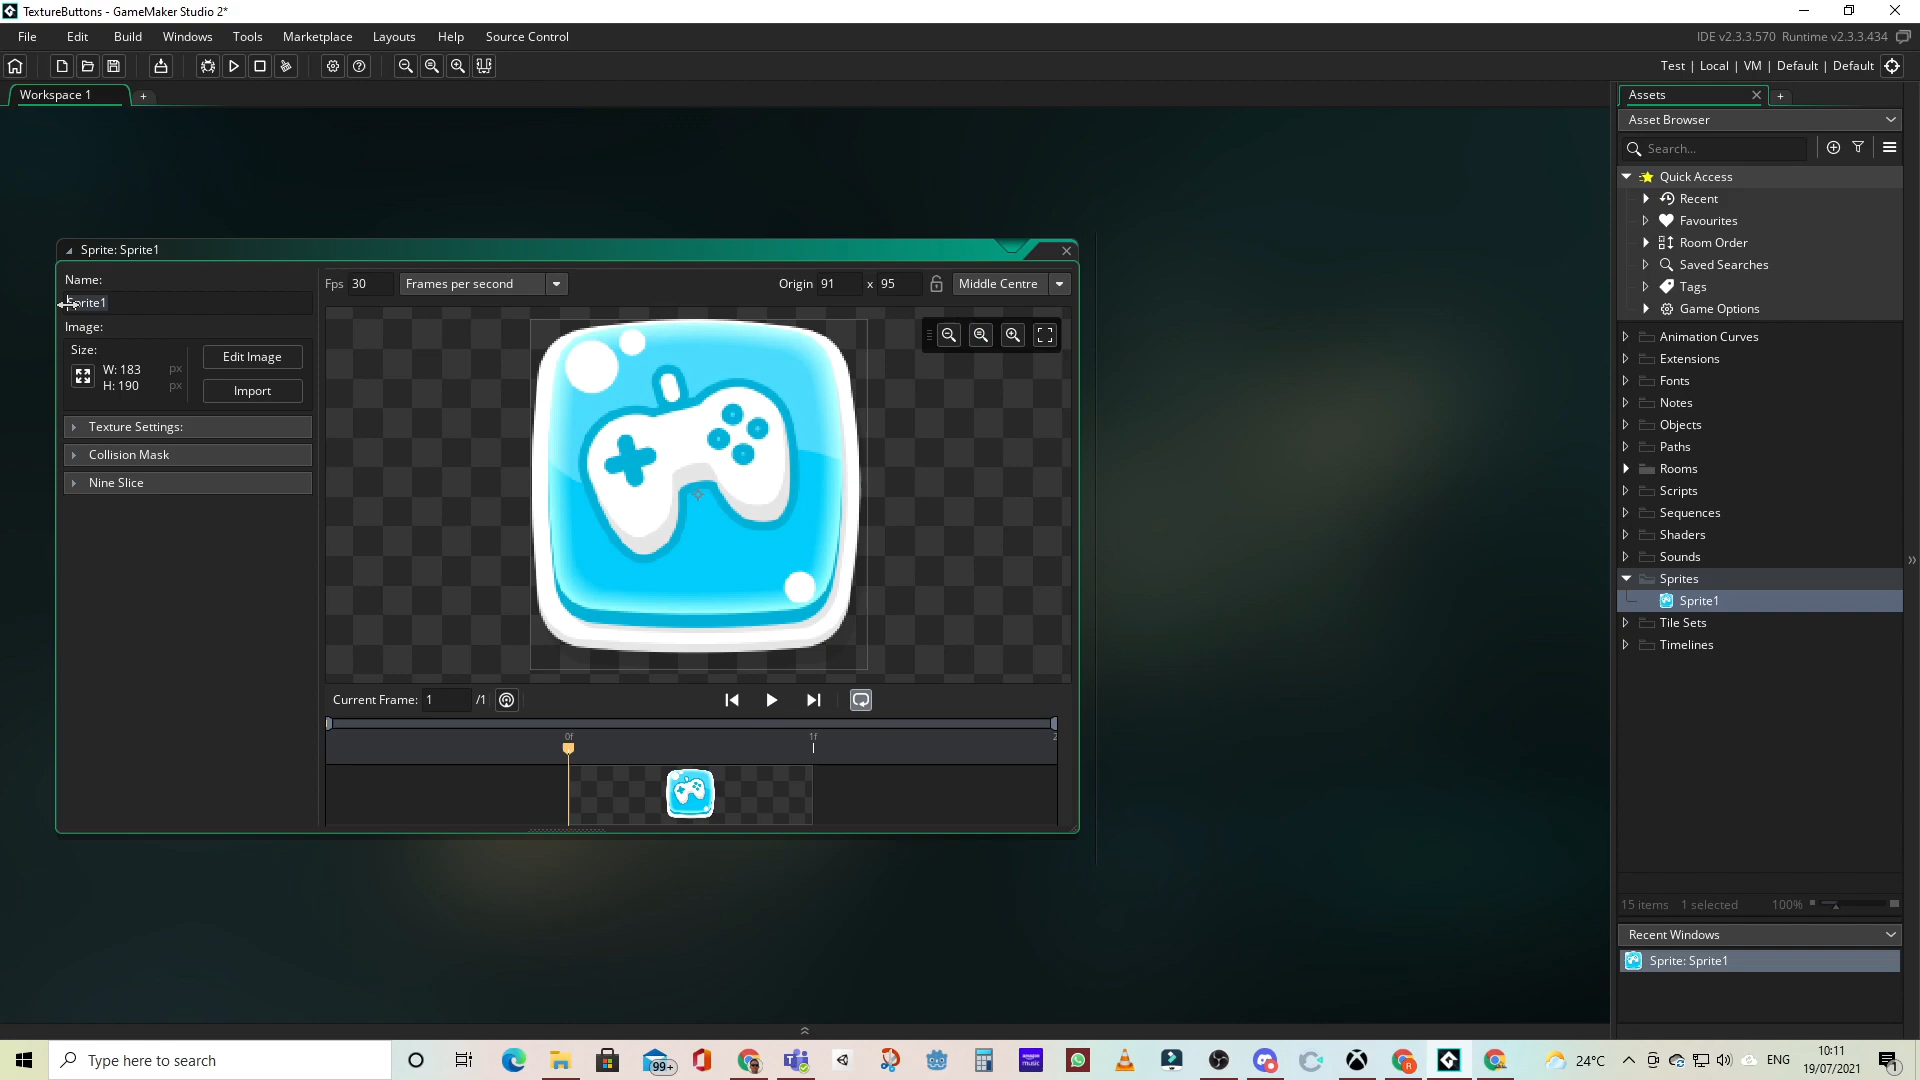 TextureButtons - GameMaker Studio 2*
File Edit Build Windows Tools Marketplace Layouts Help Source Control
IDE v2.3.3.570 Runtime v2.3.3.434
Test | Local | VM | Default | Default
Workspace 1
+
Assets
+
Asset Browser
Search...
Quick Access
Recent
Favourites
Room Order
Saved Searches
Tags
Game Options
Animation Curves
Extensions
Fonts
Notes
Objects
Paths
Rooms
Scripts
Sequences
Shaders
Sounds
Sprites
Sprite1
Tile Sets
Timelines
15 items 1 selected 100%
Recent Windows
Sprite: Sprite1
Sprite: Sprite1
Name:
Sprite1
Image:
Size:
W: 183 px
H: 190 px
Edit Image
Import
Texture Settings:
Collision Mask
Nine Slice
Fps 30 Frames per second
Origin 91 x 95 Middle Centre
Current Frame: 1 /1
0f 1f 2
Type here to search
99+
24°C
ENG
10:11
19/07/2021
1